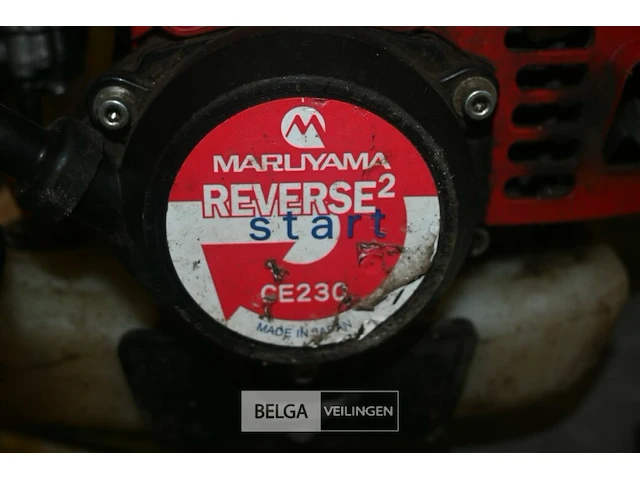 MARUYAMA
REVERSE²
start
CE230
MADE IN JAPAN
BELGA VEILINGEN